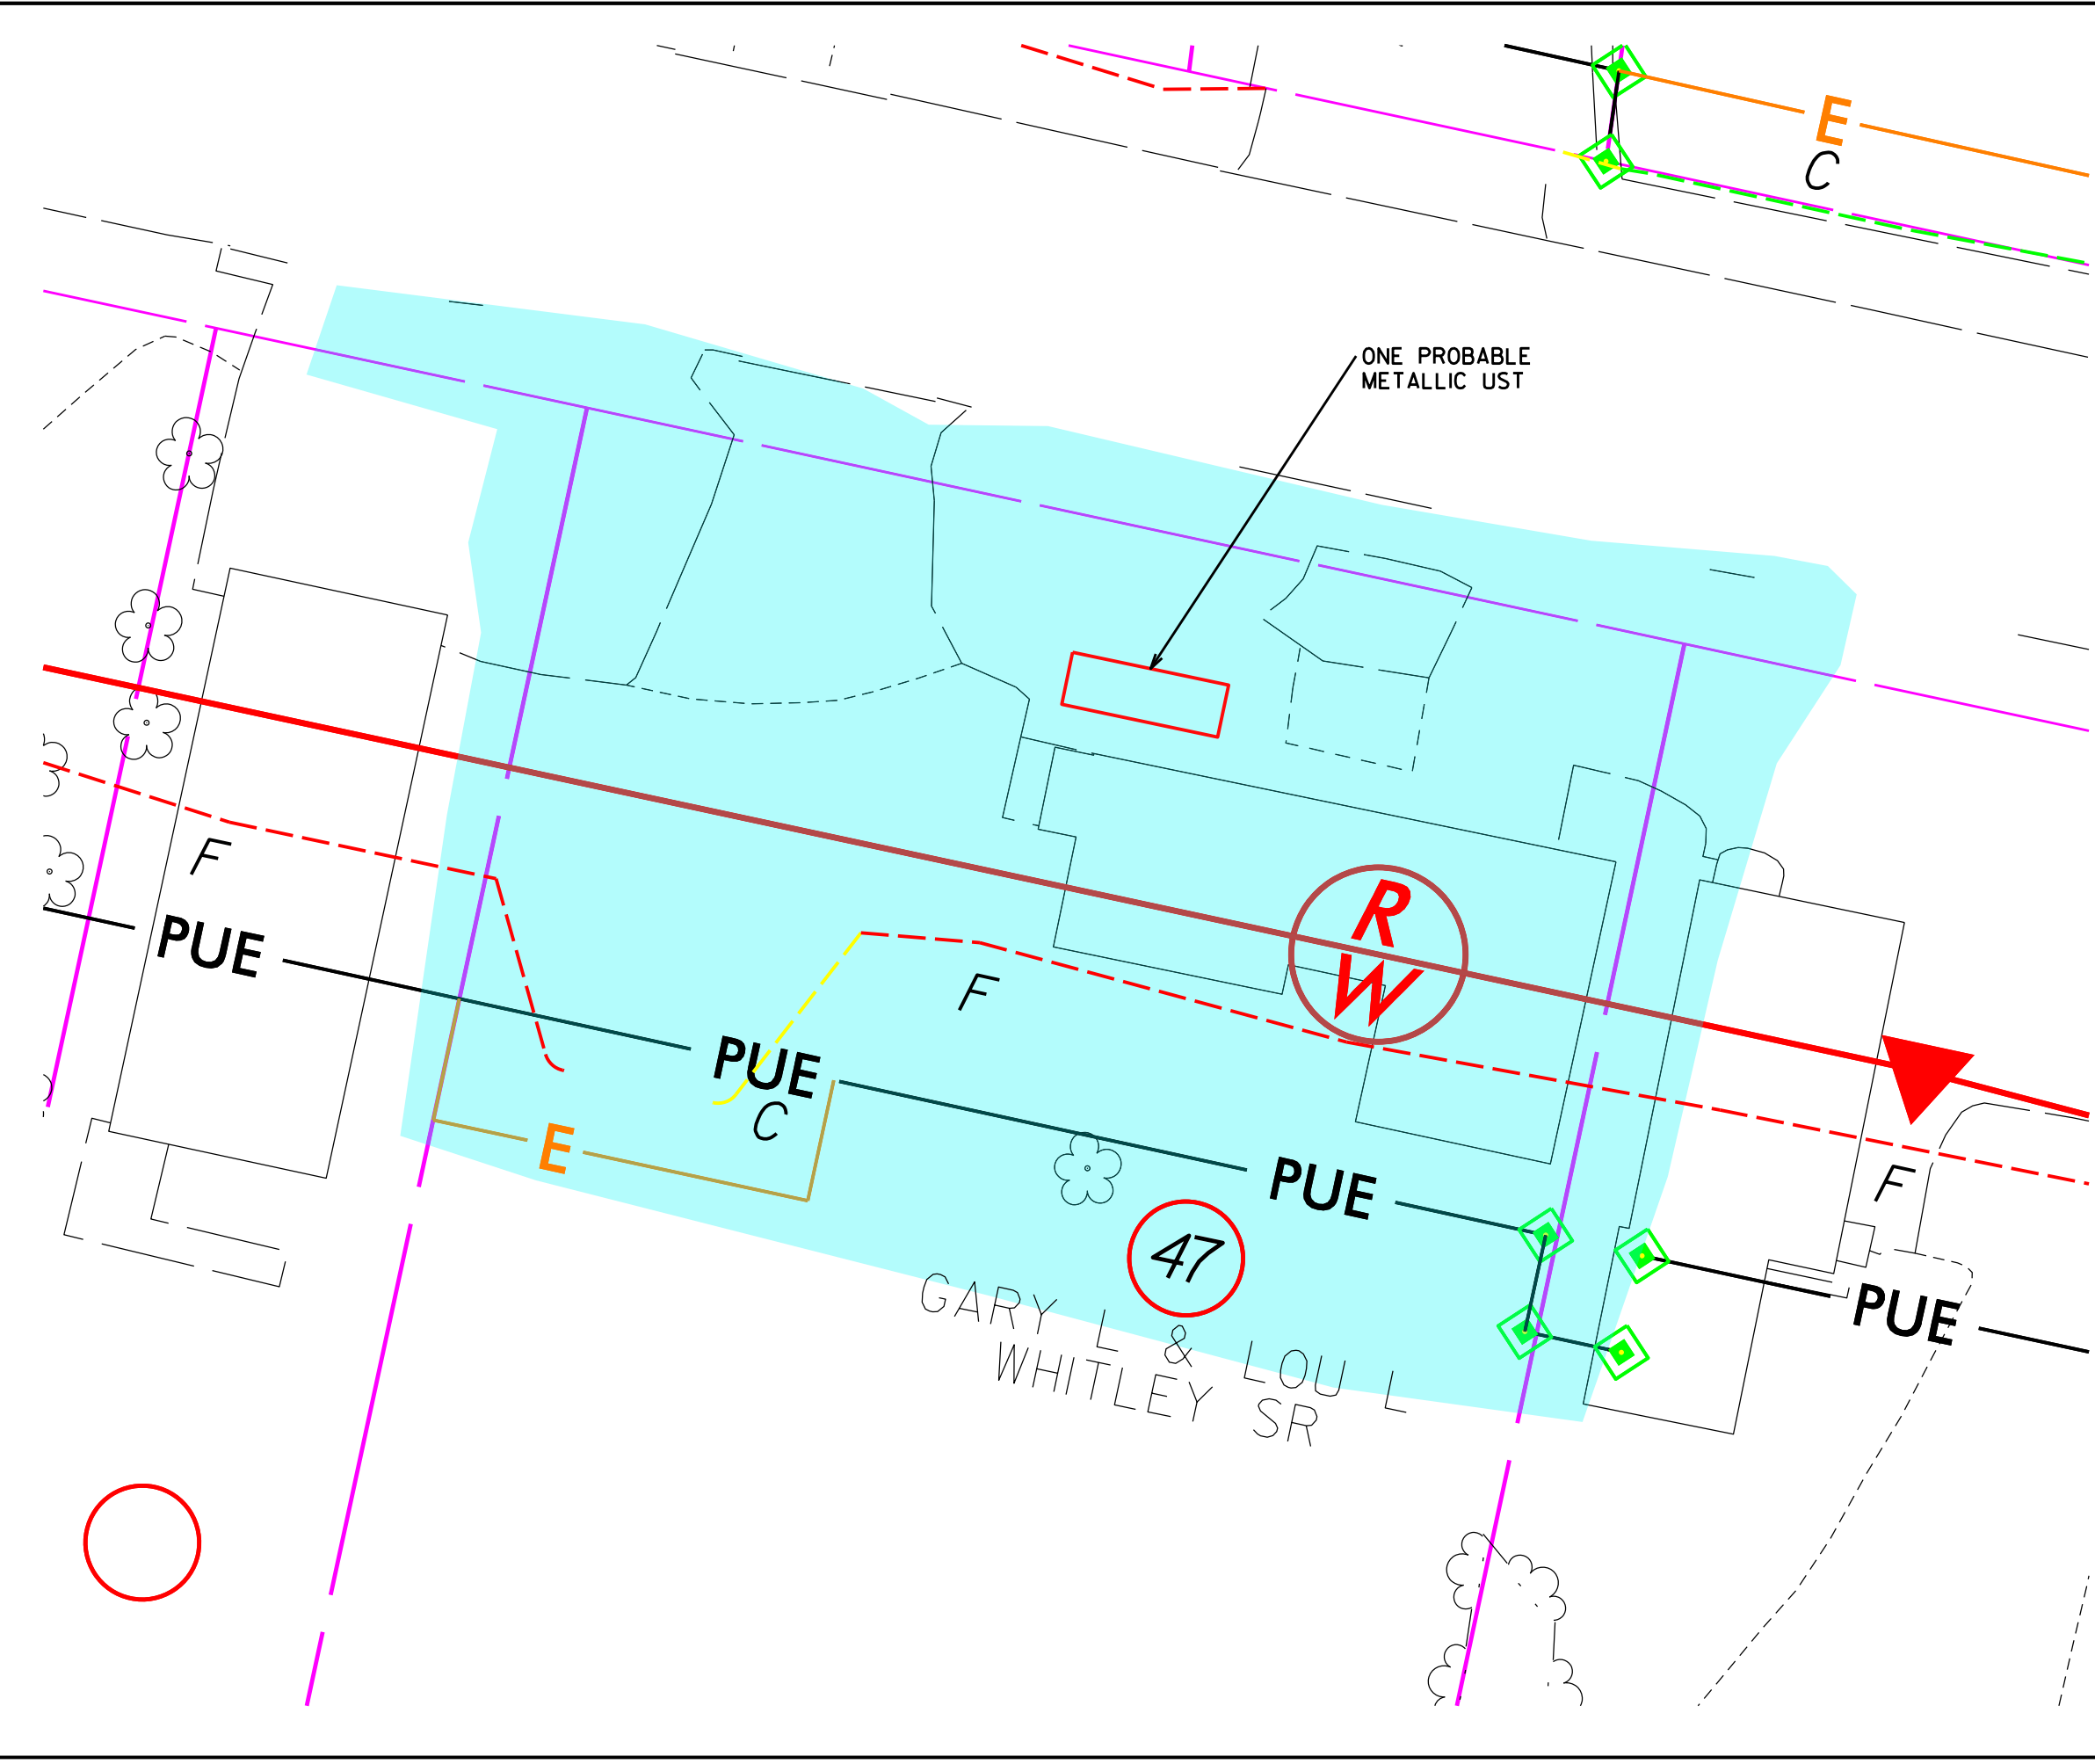 E
C
ONE PROBABLE
METALLIC UST
F
PUE
R
W
F
PUE
C
E
PUE
F
47
PUE
GARY L & LOU L
WHITLEY SR